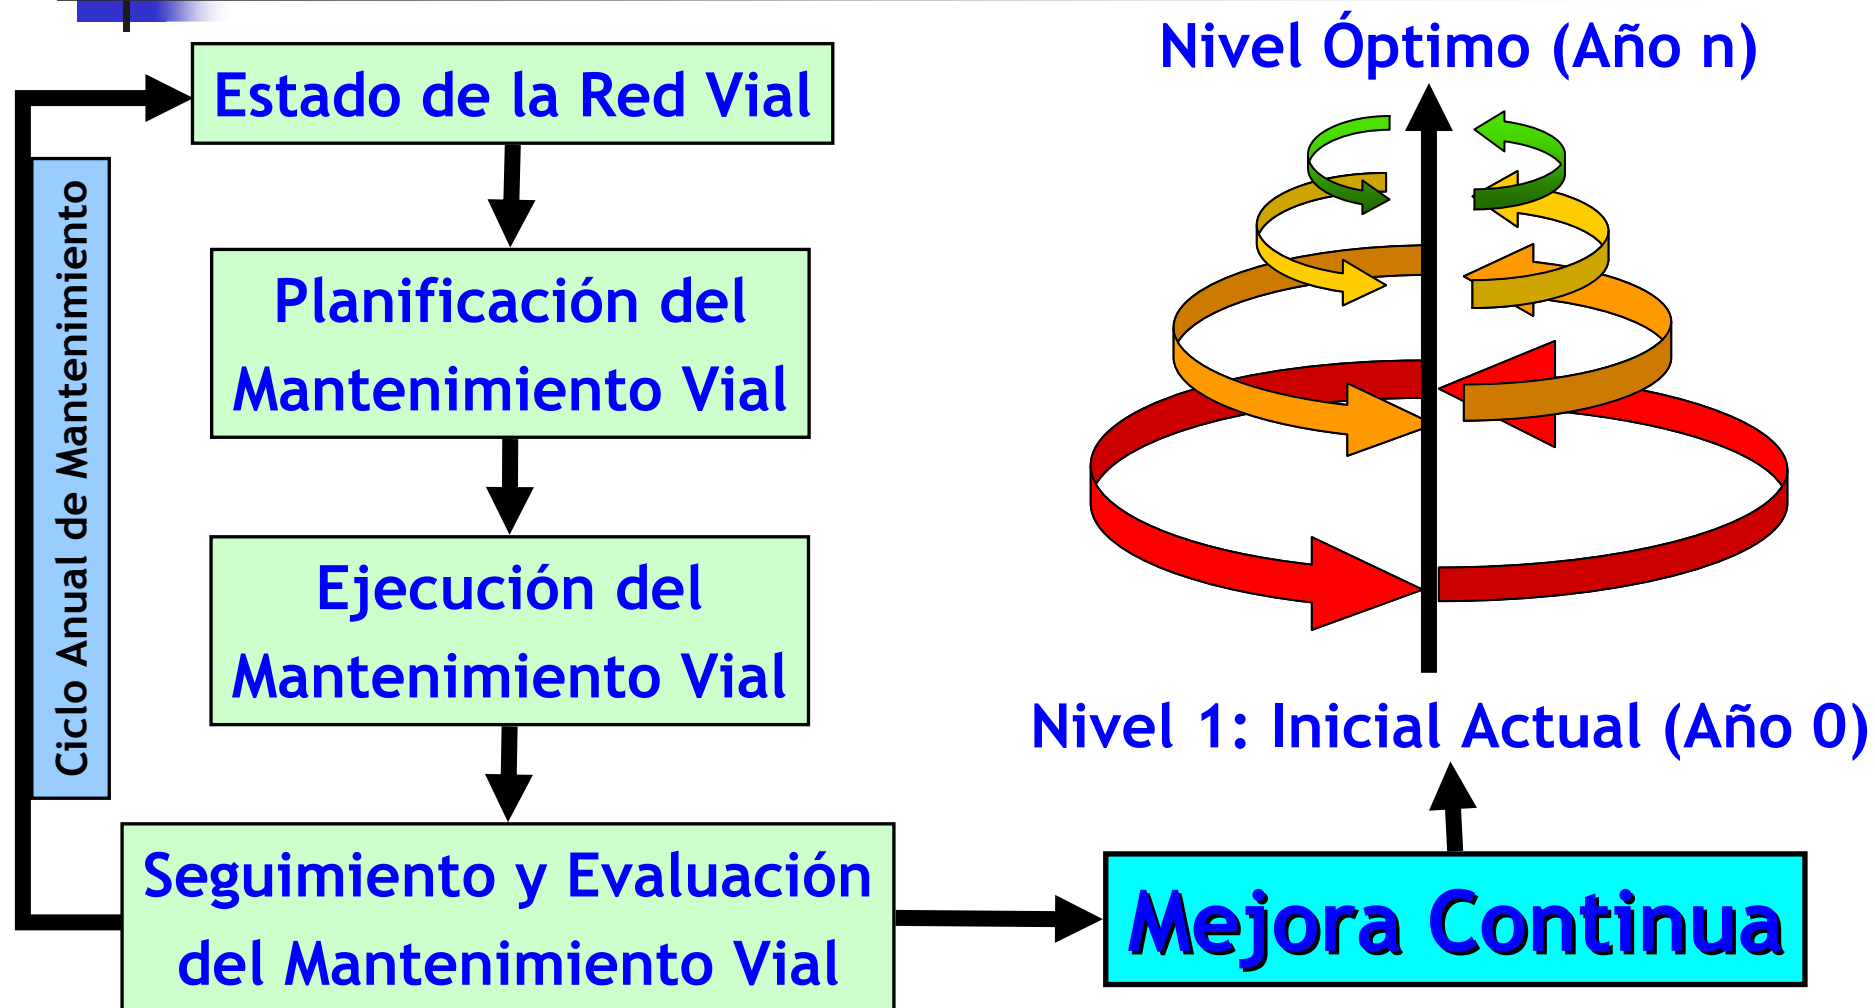 Estado de la Red Vial
Planificación del
Mantenimiento Vial
Ejecución del
Mantenimiento Vial
Seguimiento y Evaluación
del Mantenimiento Vial
Ciclo Anual de Mantenimiento
Nivel Óptimo (Año n)
Nivel 1: Inicial Actual (Año 0)
Mejora Continua